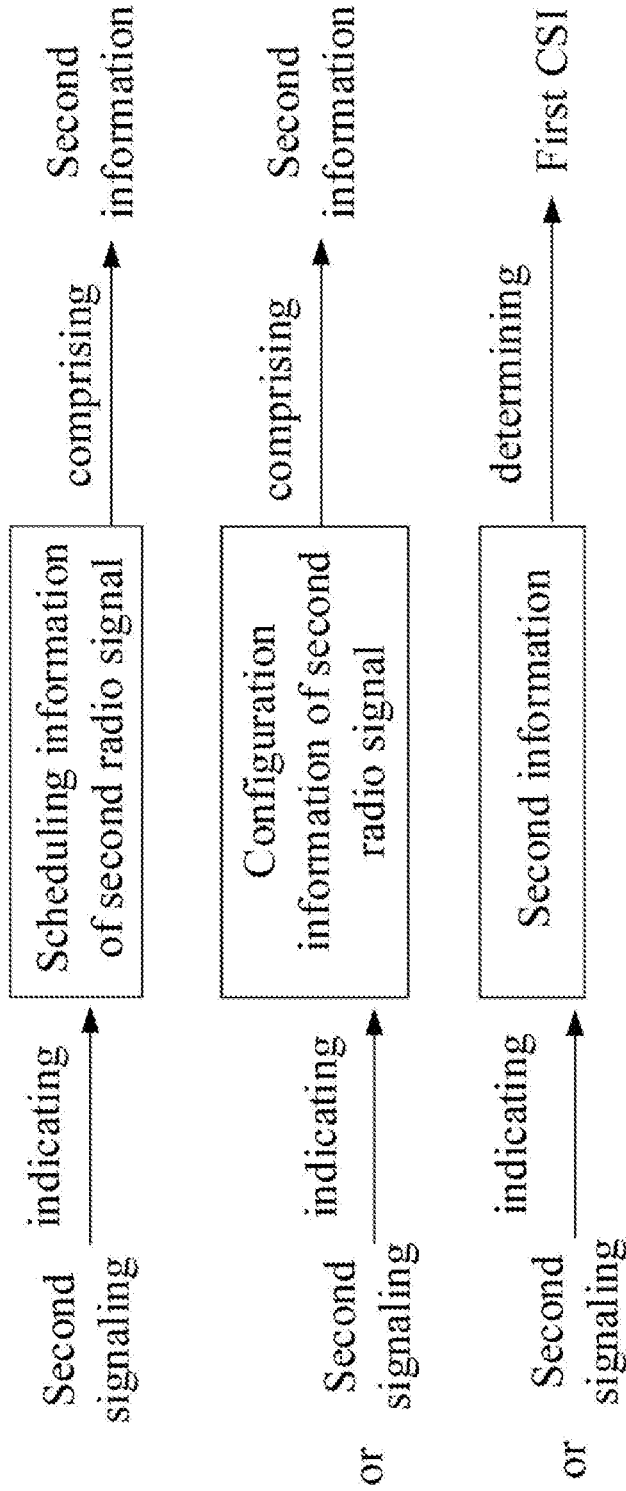 Second
signaling
indicating
Scheduling information
of second radio signal
comprising
Second
information
or
Second
signaling
indicating
Configuration
information of second
radio signal
comprising
Second
information
or
Second
signaling
indicating
Second information
determining
First CSI